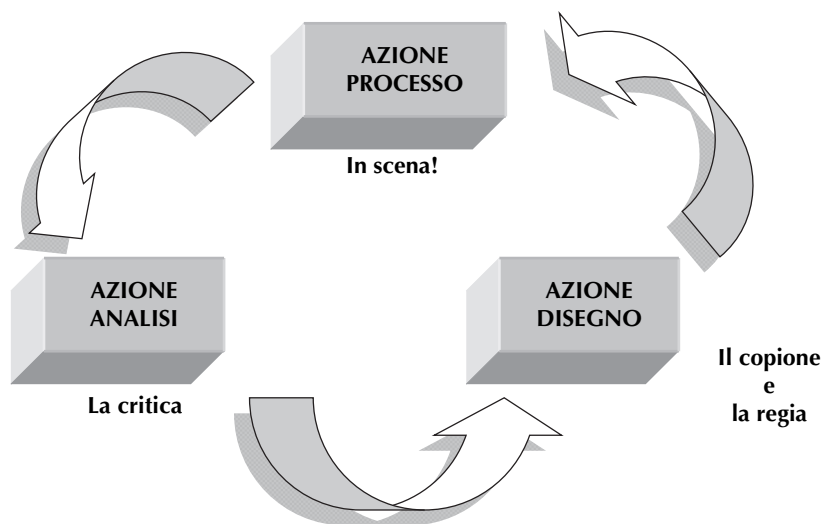 AZIONE
PROCESSO
In scena!
AZIONE
ANALISI
La critica
AZIONE
DISEGNO
Il copione
e
la regia